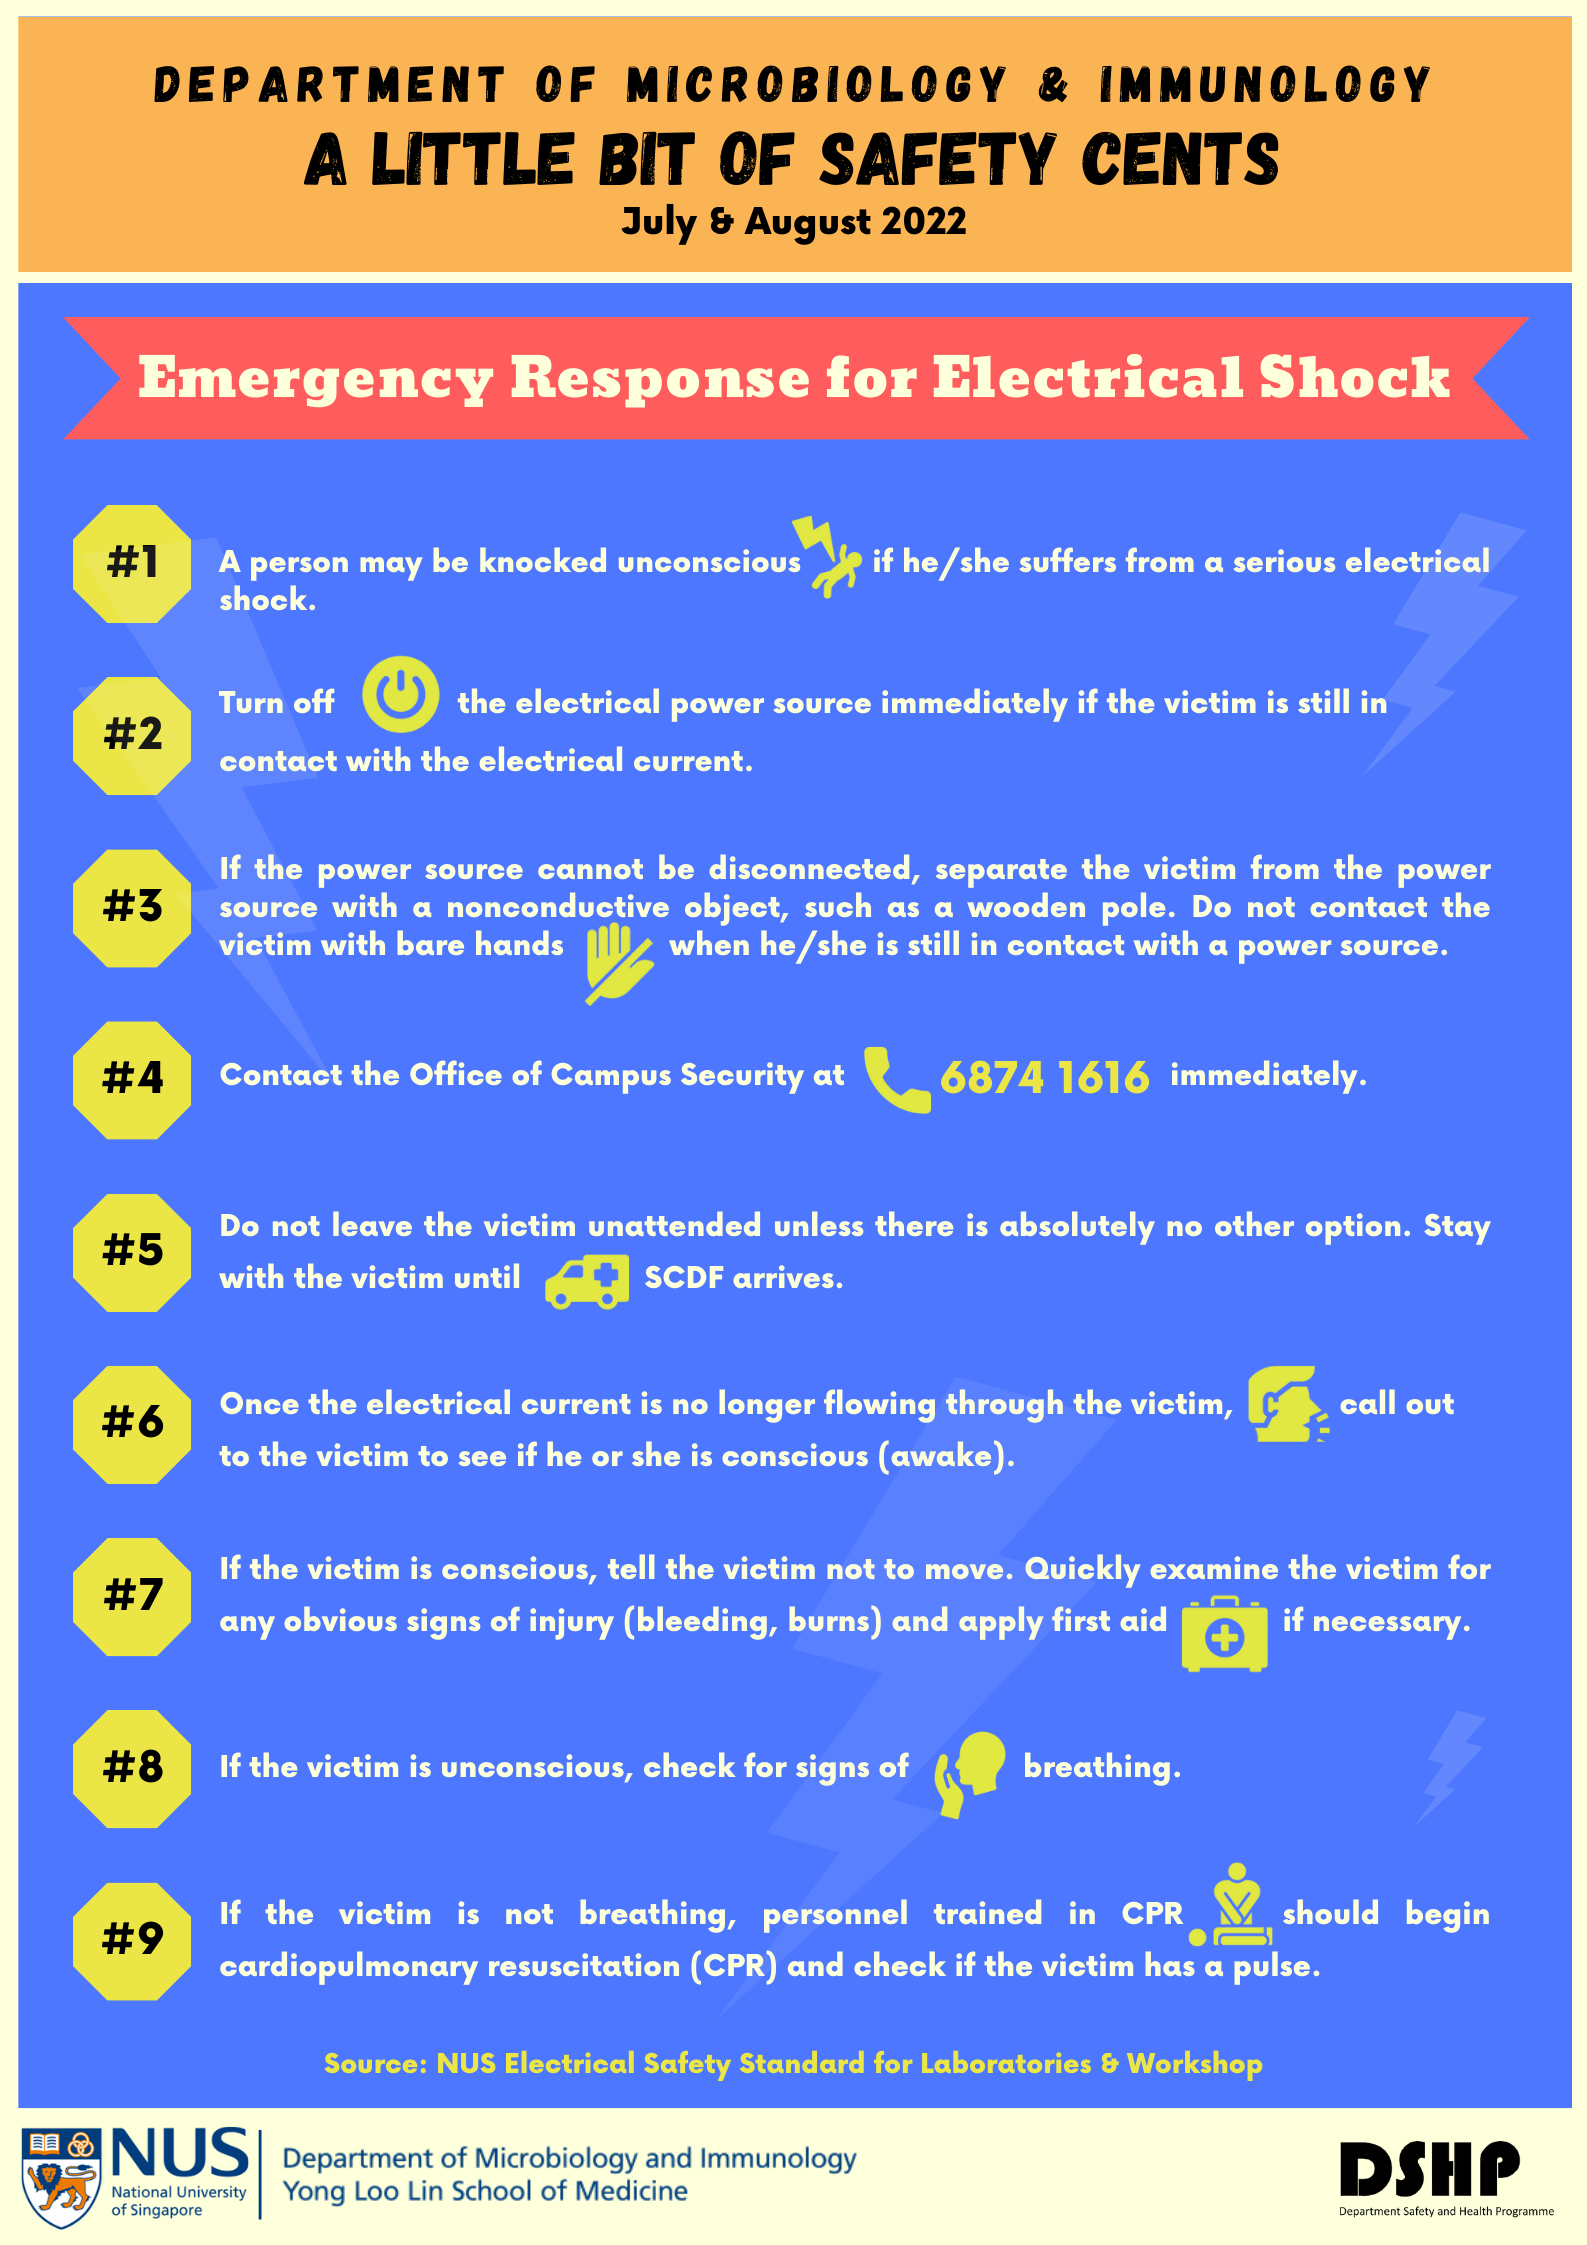 DEPARTMENT OF MICROBIOLOGY & IMMUNOLOGY
A LITTLE BIT OF SAFETY CENTS
July & August 2022
Emergency Response for Electrical Shock
#1
A person may be knocked unconscious if he/she suffers from a serious electrical
shock.
#2
Turn off the electrical power source immediately if the victim is still in
contact with the electrical current.
#3
If the power source cannot be disconnected, separate the victim from the power
source with a nonconductive object, such as a wooden pole. Do not contact the
victim with bare hands when he/she is still in contact with a power source.
#4
Contact the Office of Campus Security at 6874 1616 immediately.
#5
Do not leave the victim unattended unless there is absolutely no other option. Stay
with the victim until SCDF arrives.
#6
Once the electrical current is no longer flowing through the victim, call out
to the victim to see if he or she is conscious (awake).
#7
If the victim is conscious, tell the victim not to move. Quickly examine the victim for
any obvious signs of injury (bleeding, burns) and apply first aid if necessary.
#8
If the victim is unconscious, check for signs of breathing.
#9
If the victim is not breathing, personnel trained in CPR should begin
cardiopulmonary resuscitation (CPR) and check if the victim has a pulse.
Source: NUS Electrical Safety Standard for Laboratories & Workshop
NUS
National University
of Singapore
Department of Microbiology and Immunology
Yong Loo Lin School of Medicine
DSHP
Department Safety and Health Programme